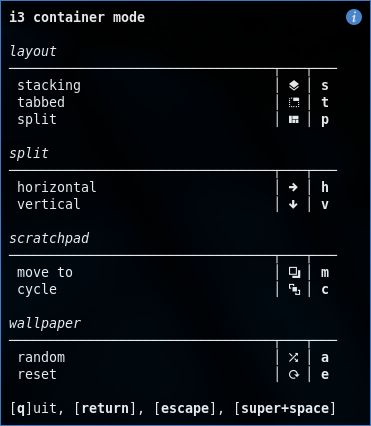 i3 container mode
layout
stacking s
tabbed t
split p
split
horizontal h
vertical v
scratchpad
move to m
cycle c
wallpaper
random a
reset e
[q]uit, [return], [escape], [super+space]